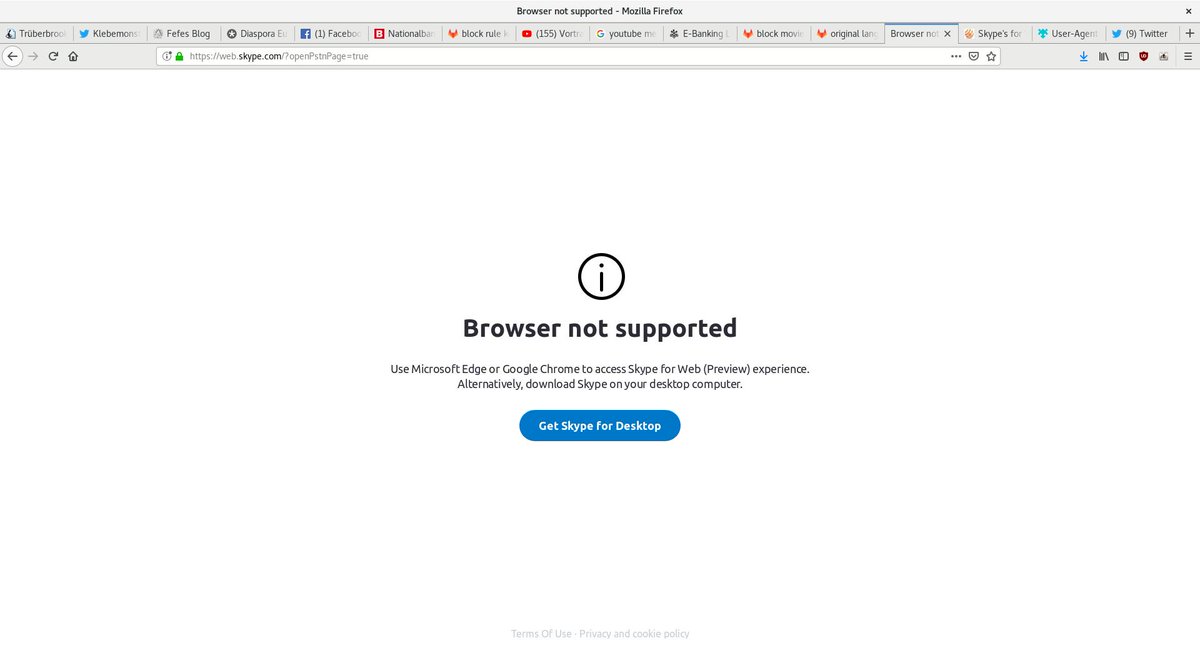 Browser not supported - Mozilla Firefox
Trüberbrook Klebemons Fefes Blog Diaspora Eu (1) Faceboo Nationalban block rule k (155) Vortra youtube me E-Banking L block movie original lang Browser not Skype's for User-Agent (9) Twitter
https://web.skype.com/?openPstnPage=true
Browser not supported
Use Microsoft Edge or Google Chrome to access Skype for Web (Preview) experience.
Alternatively, download Skype on your desktop computer.
Get Skype for Desktop
Terms Of Use · Privacy and cookie policy